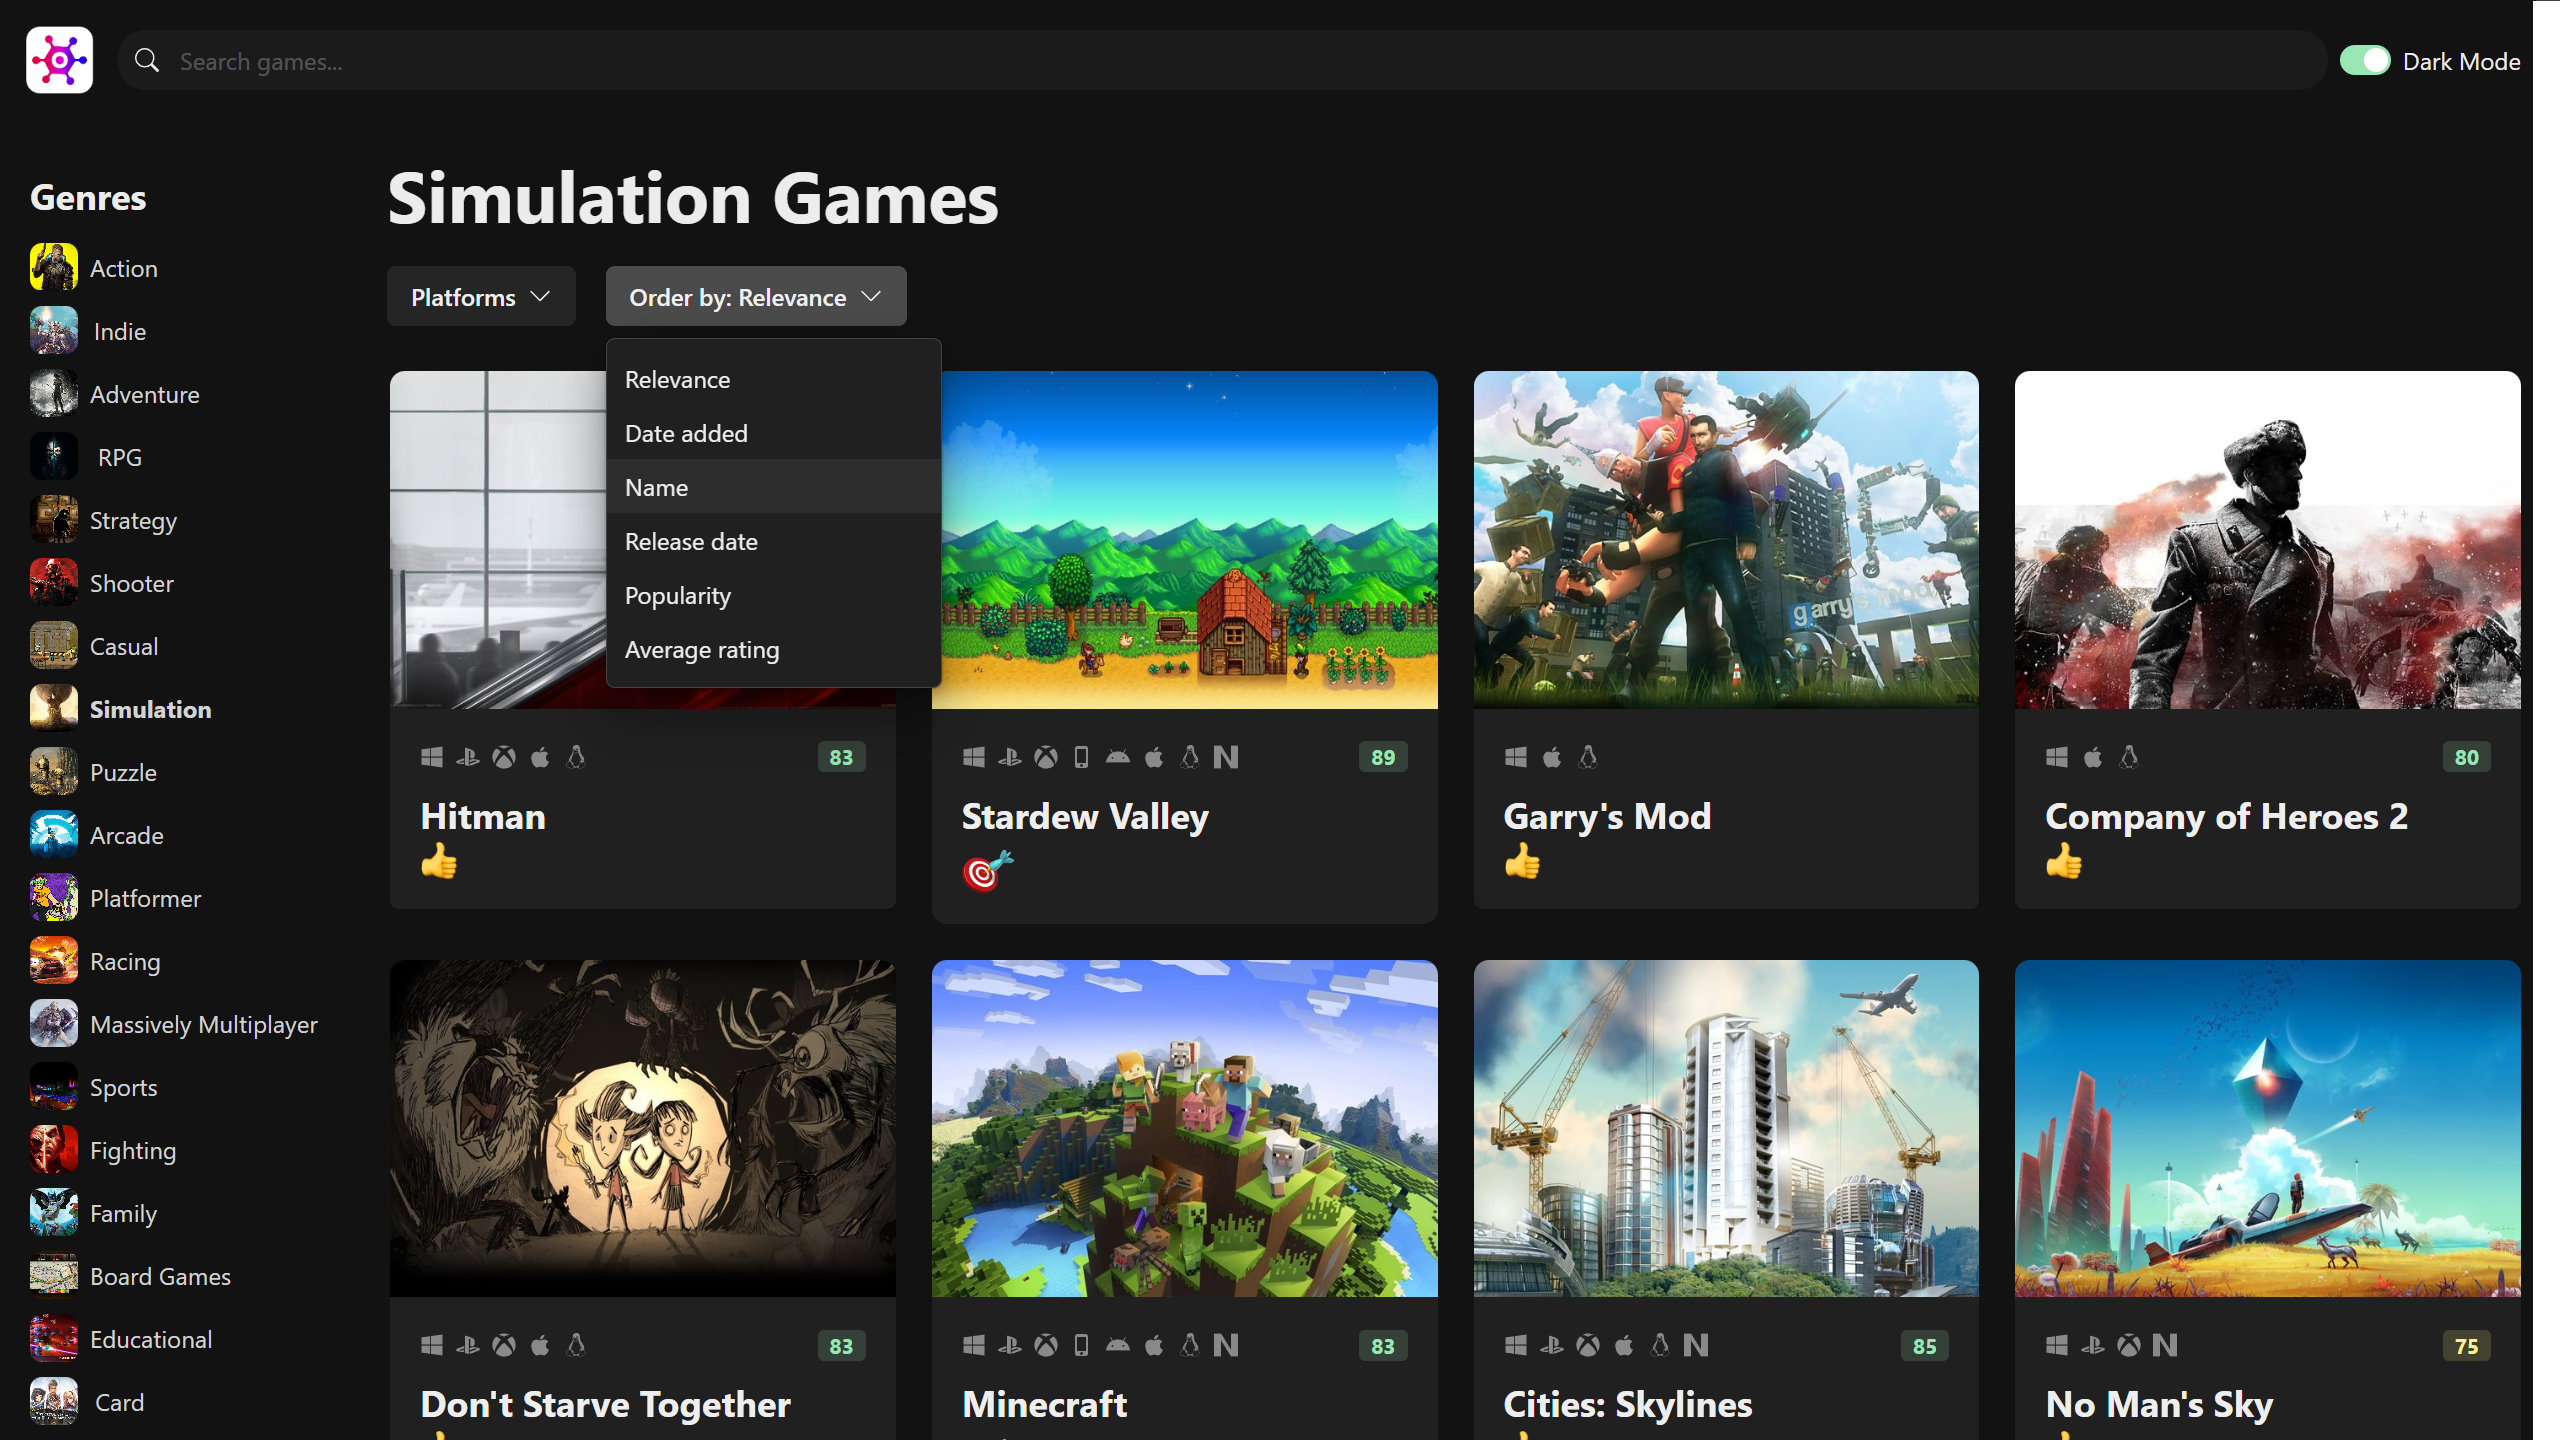 Search games...
Dark Mode
Genres
Action
Indie
Adventure
RPG
Strategy
Shooter
Casual
Simulation
Puzzle
Arcade
Platformer
Racing
Massively Multiplayer
Sports
Fighting
Family
Board Games
Educational
Card
Simulation Games
Platforms
Order by: Relevance
Relevance
Date added
Name
Release date
Popularity
Average rating
garry's mod
83
Hitman
89
Stardew Valley
Garry's Mod
80
Company of Heroes 2
83
Don't Starve Together
83
Minecraft
85
Cities: Skylines
75
No Man's Sky